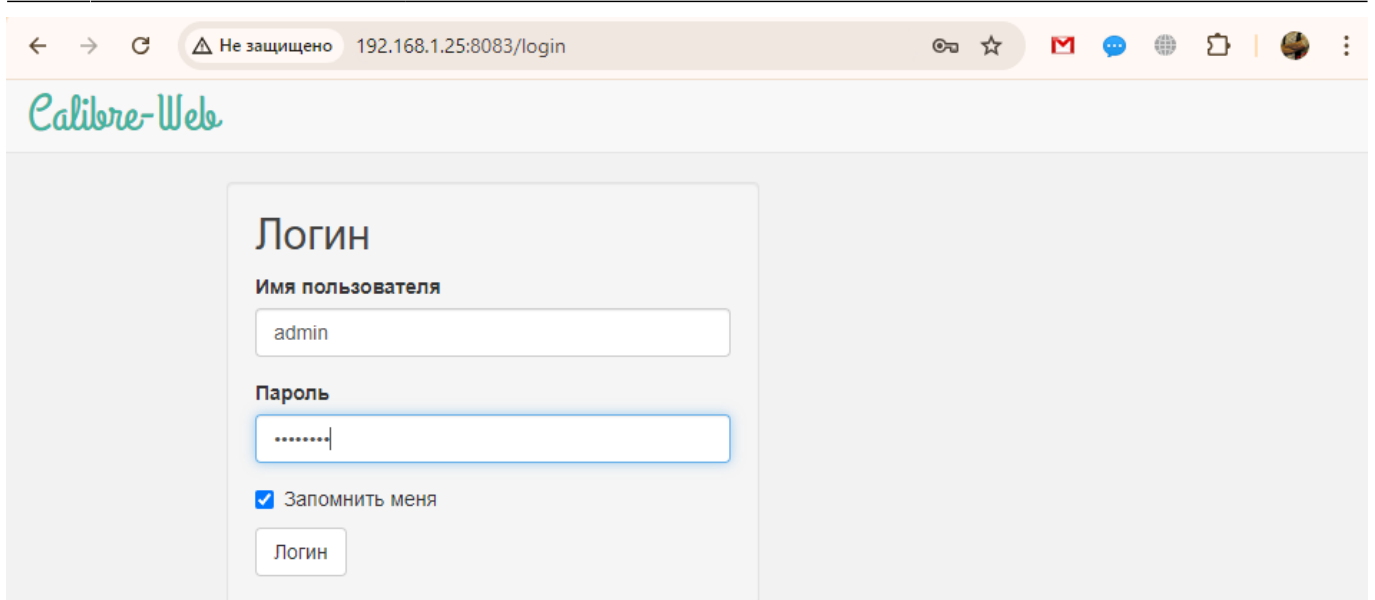 Не защищено 192.168.1.25:8083/login
Calibre-Web
Логин
Имя пользователя
admin
Пароль
••••••••
Запомнить меня
Логин